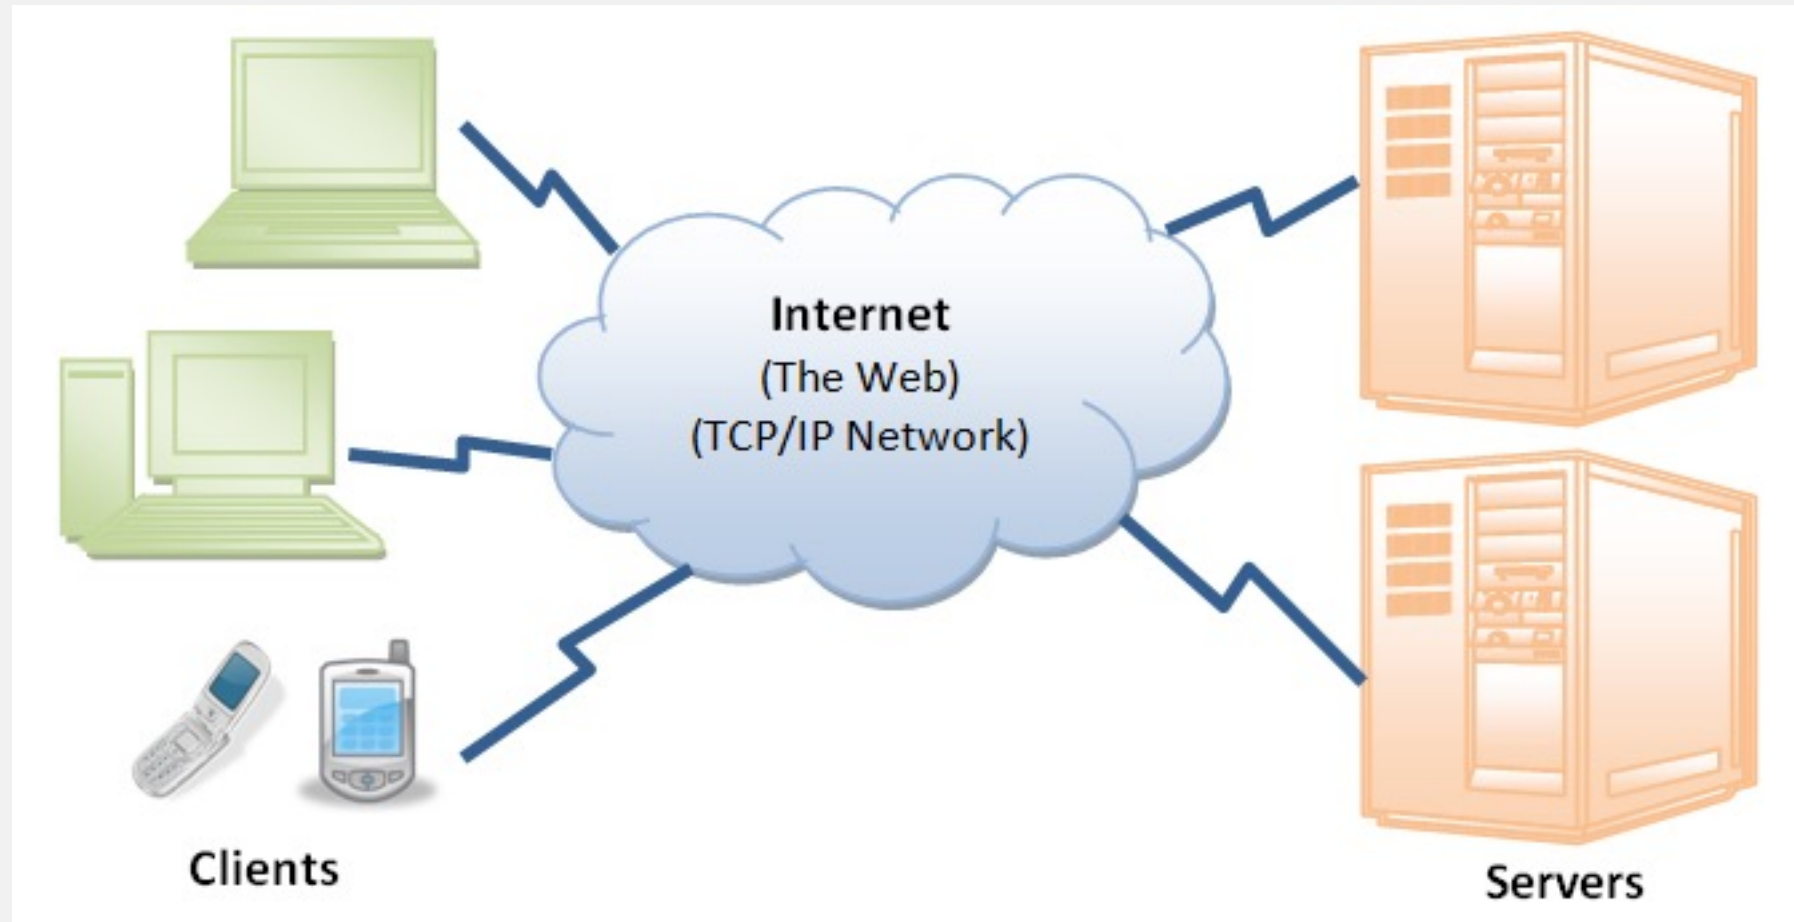 Internet
(The Web)
(TCP/IP Network)
Clients
Servers